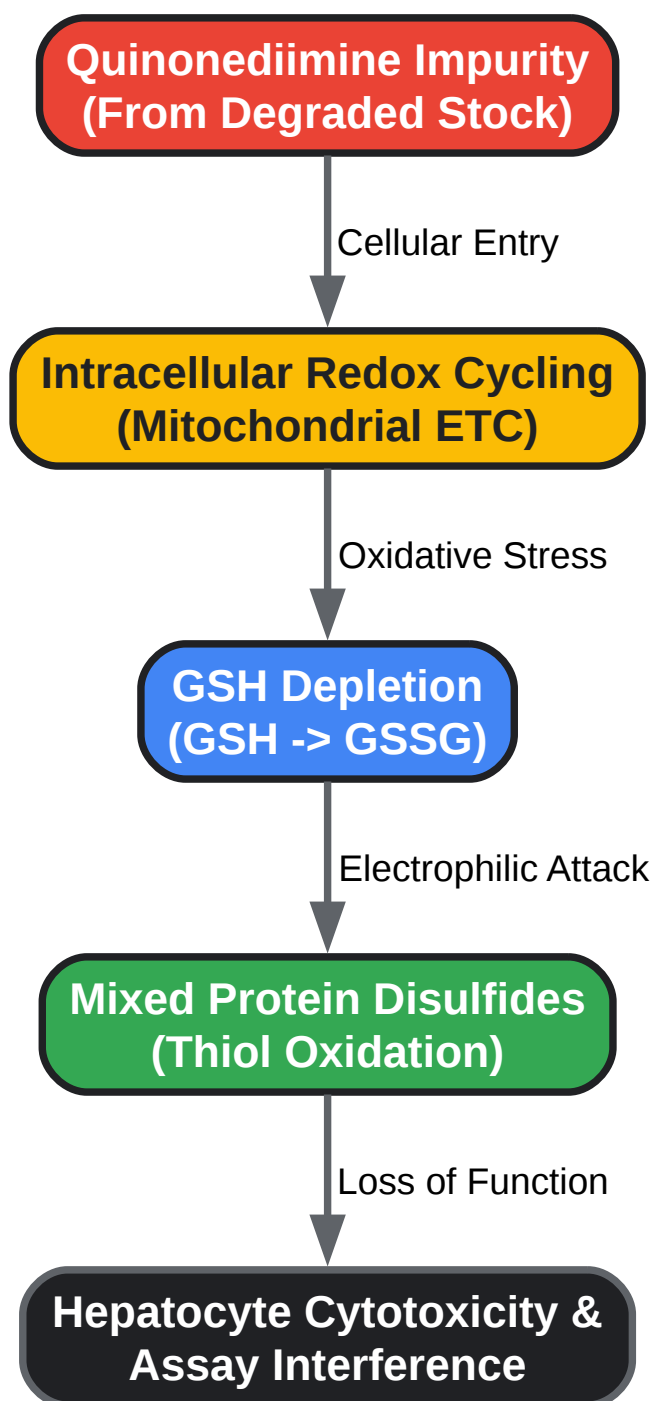 Quinonediimine Impurity
(From Degraded Stock)
Cellular Entry
Intracellular Redox Cycling
(Mitochondrial ETC)
Oxidative Stress
GSH Depletion
(GSH -> GSSG)
Electrophilic Attack
Mixed Protein Disulfides
(Thiol Oxidation)
Loss of Function
Hepatocyte Cytotoxicity &
Assay Interference